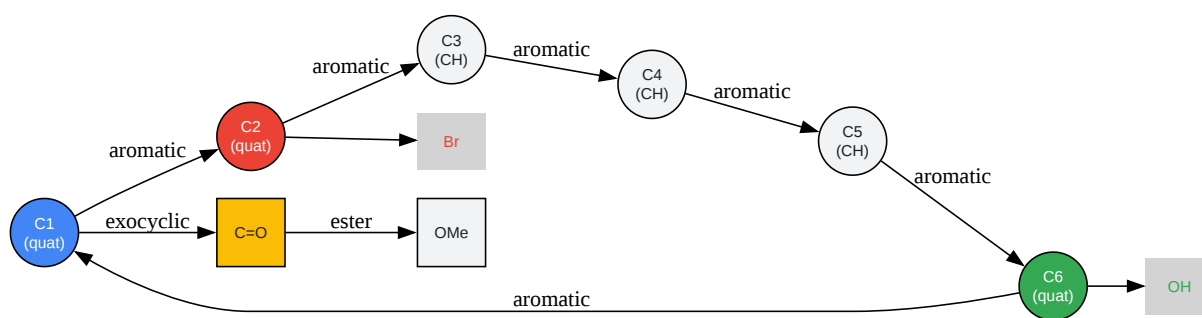 C3
(CH)
aromatic
C4
(CH)
aromatic
aromatic
C2
(quat)
Br
C5
(CH)
aromatic
aromatic
C1
(quat)
exocyclic
C=O
ester
OMe
aromatic
C6
(quat)
OH